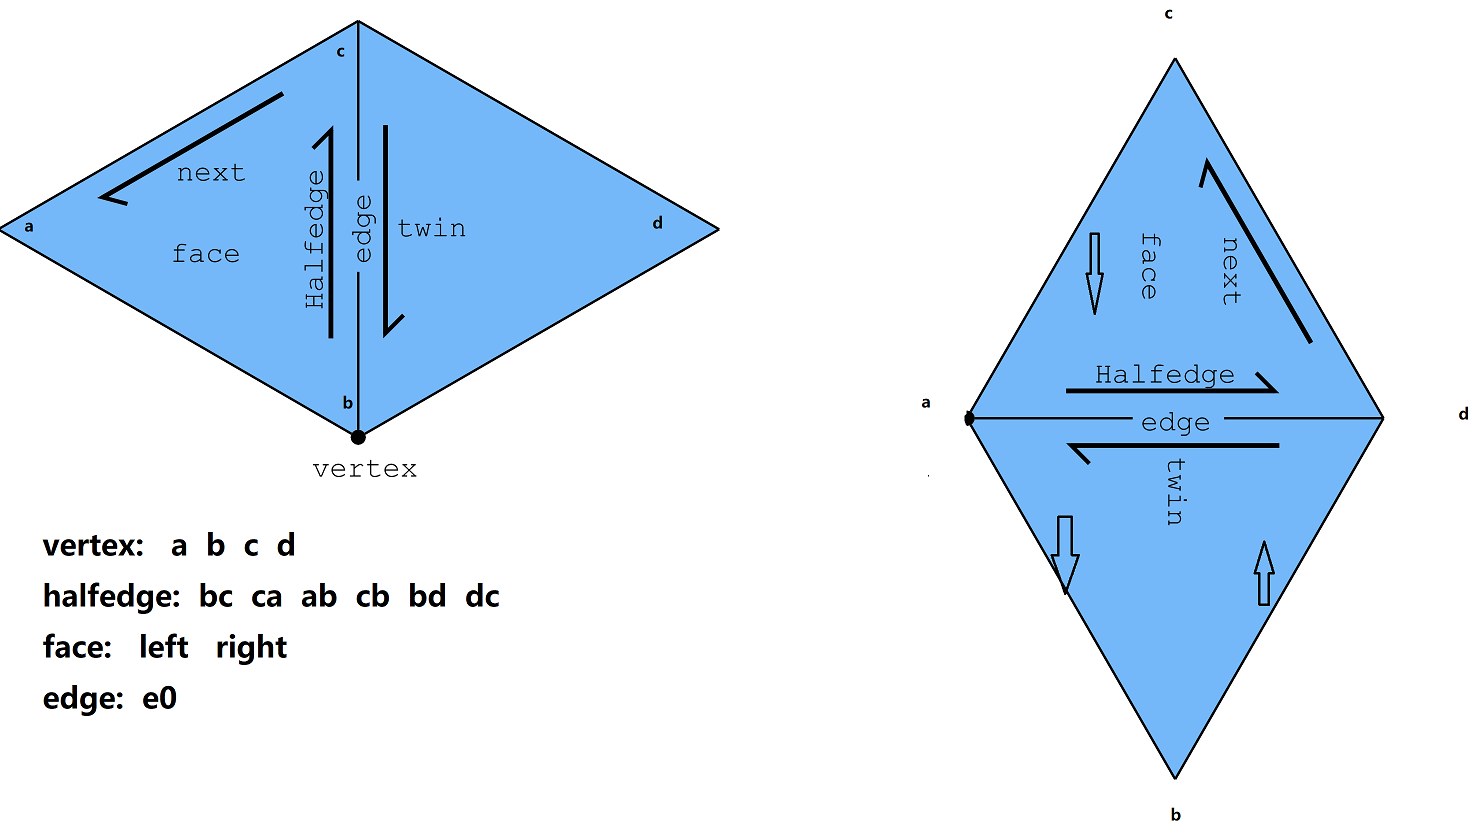 c
next
a
face
Halfedge
edge
twin
d
b
vertex
vertex: a b c d
halfedge: bc ca ab cb bd dc
face: left right
edge: e0
c
face
next
Halfedge
a
edge
d
twin
b